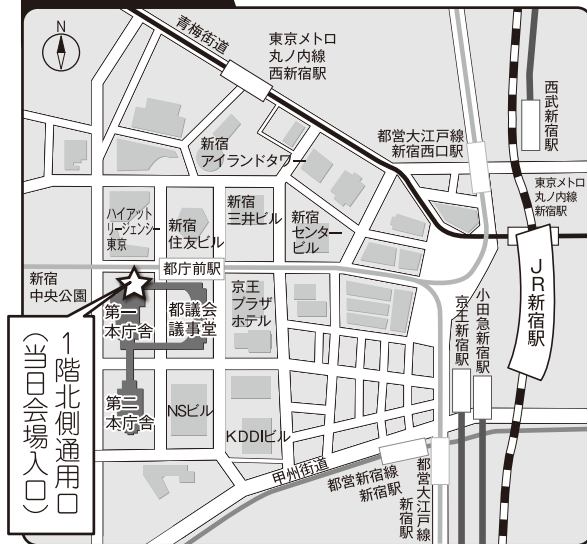 N
青梅街道
東京メトロ
丸ノ内線
西新宿駅
西武新宿駅
都営大江戸線
新宿西口駅
新宿
アイランドタワー
東京メトロ
丸ノ内線
新宿駅
ハイアット
リージェンシー
東京
新宿
住友ビル
新宿
三井ビル
新宿
センター
ビル
都庁前駅
新宿
中央公園
第一
本庁舎
都議会
議事堂
京王
プラザ
ホテル
JR新宿駅
小田急新宿駅
京王新宿駅
1階北側通用口
（当日会場入口）
第二
本庁舎
NSビル
KDDIビル
甲州街道
都営新宿線
新宿駅
都営大江戸線
新宿駅